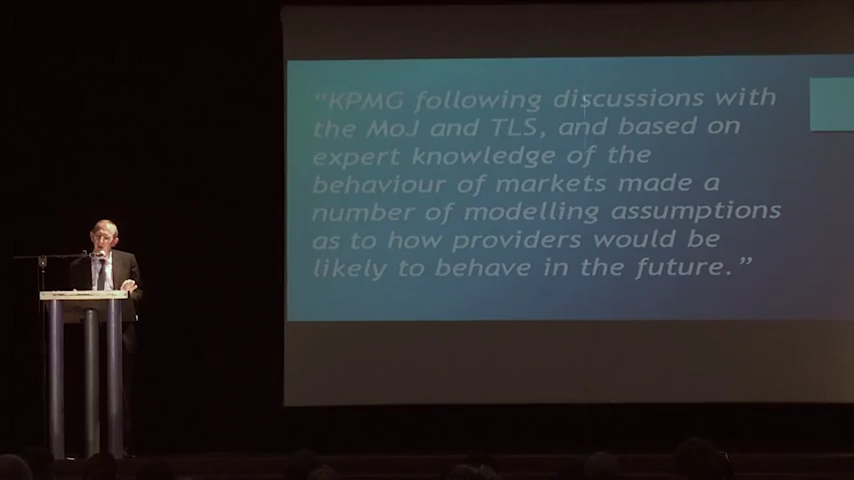 “KPMG following discussions with
the MoJ and TLS, and based on
expert knowledge of the
behaviour of markets made a
number of modelling assumptions
as to how providers would be
likely to behave in the future.”